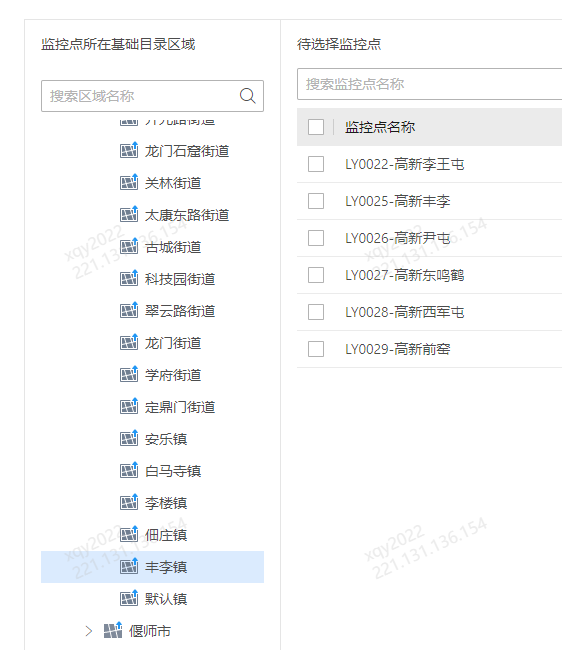 监控点所在基础目录区域
搜索区域名称
开元路街道
龙门石窟街道
关林街道
太康东路街道
古城街道
科技园街道
翠云路街道
龙门街道
学府街道
定鼎门街道
安乐镇
白马寺镇
李楼镇
佃庄镇
丰李镇
默认镇
偃师市
待选择监控点
搜索监控点名称
监控点名称
LY0022-高新李王屯
LY0025-高新丰李
LY0026-高新尹屯
LY0027-高新东鸣鹤
LY0028-高新西军屯
LY0029-高新前窑
xqy2022
221.131.136.154
xqy2022
221.131.136.154
xqy2022
221.131.136.154
xqy2022
221.131.136.154